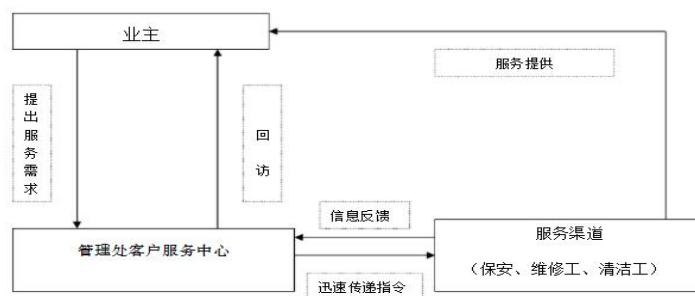 业主
服务提供
提出服务需求
回访
信息反馈
管理处客户服务中心
服务渠道
（保安、维修工、清洁工）
迅速传递指令